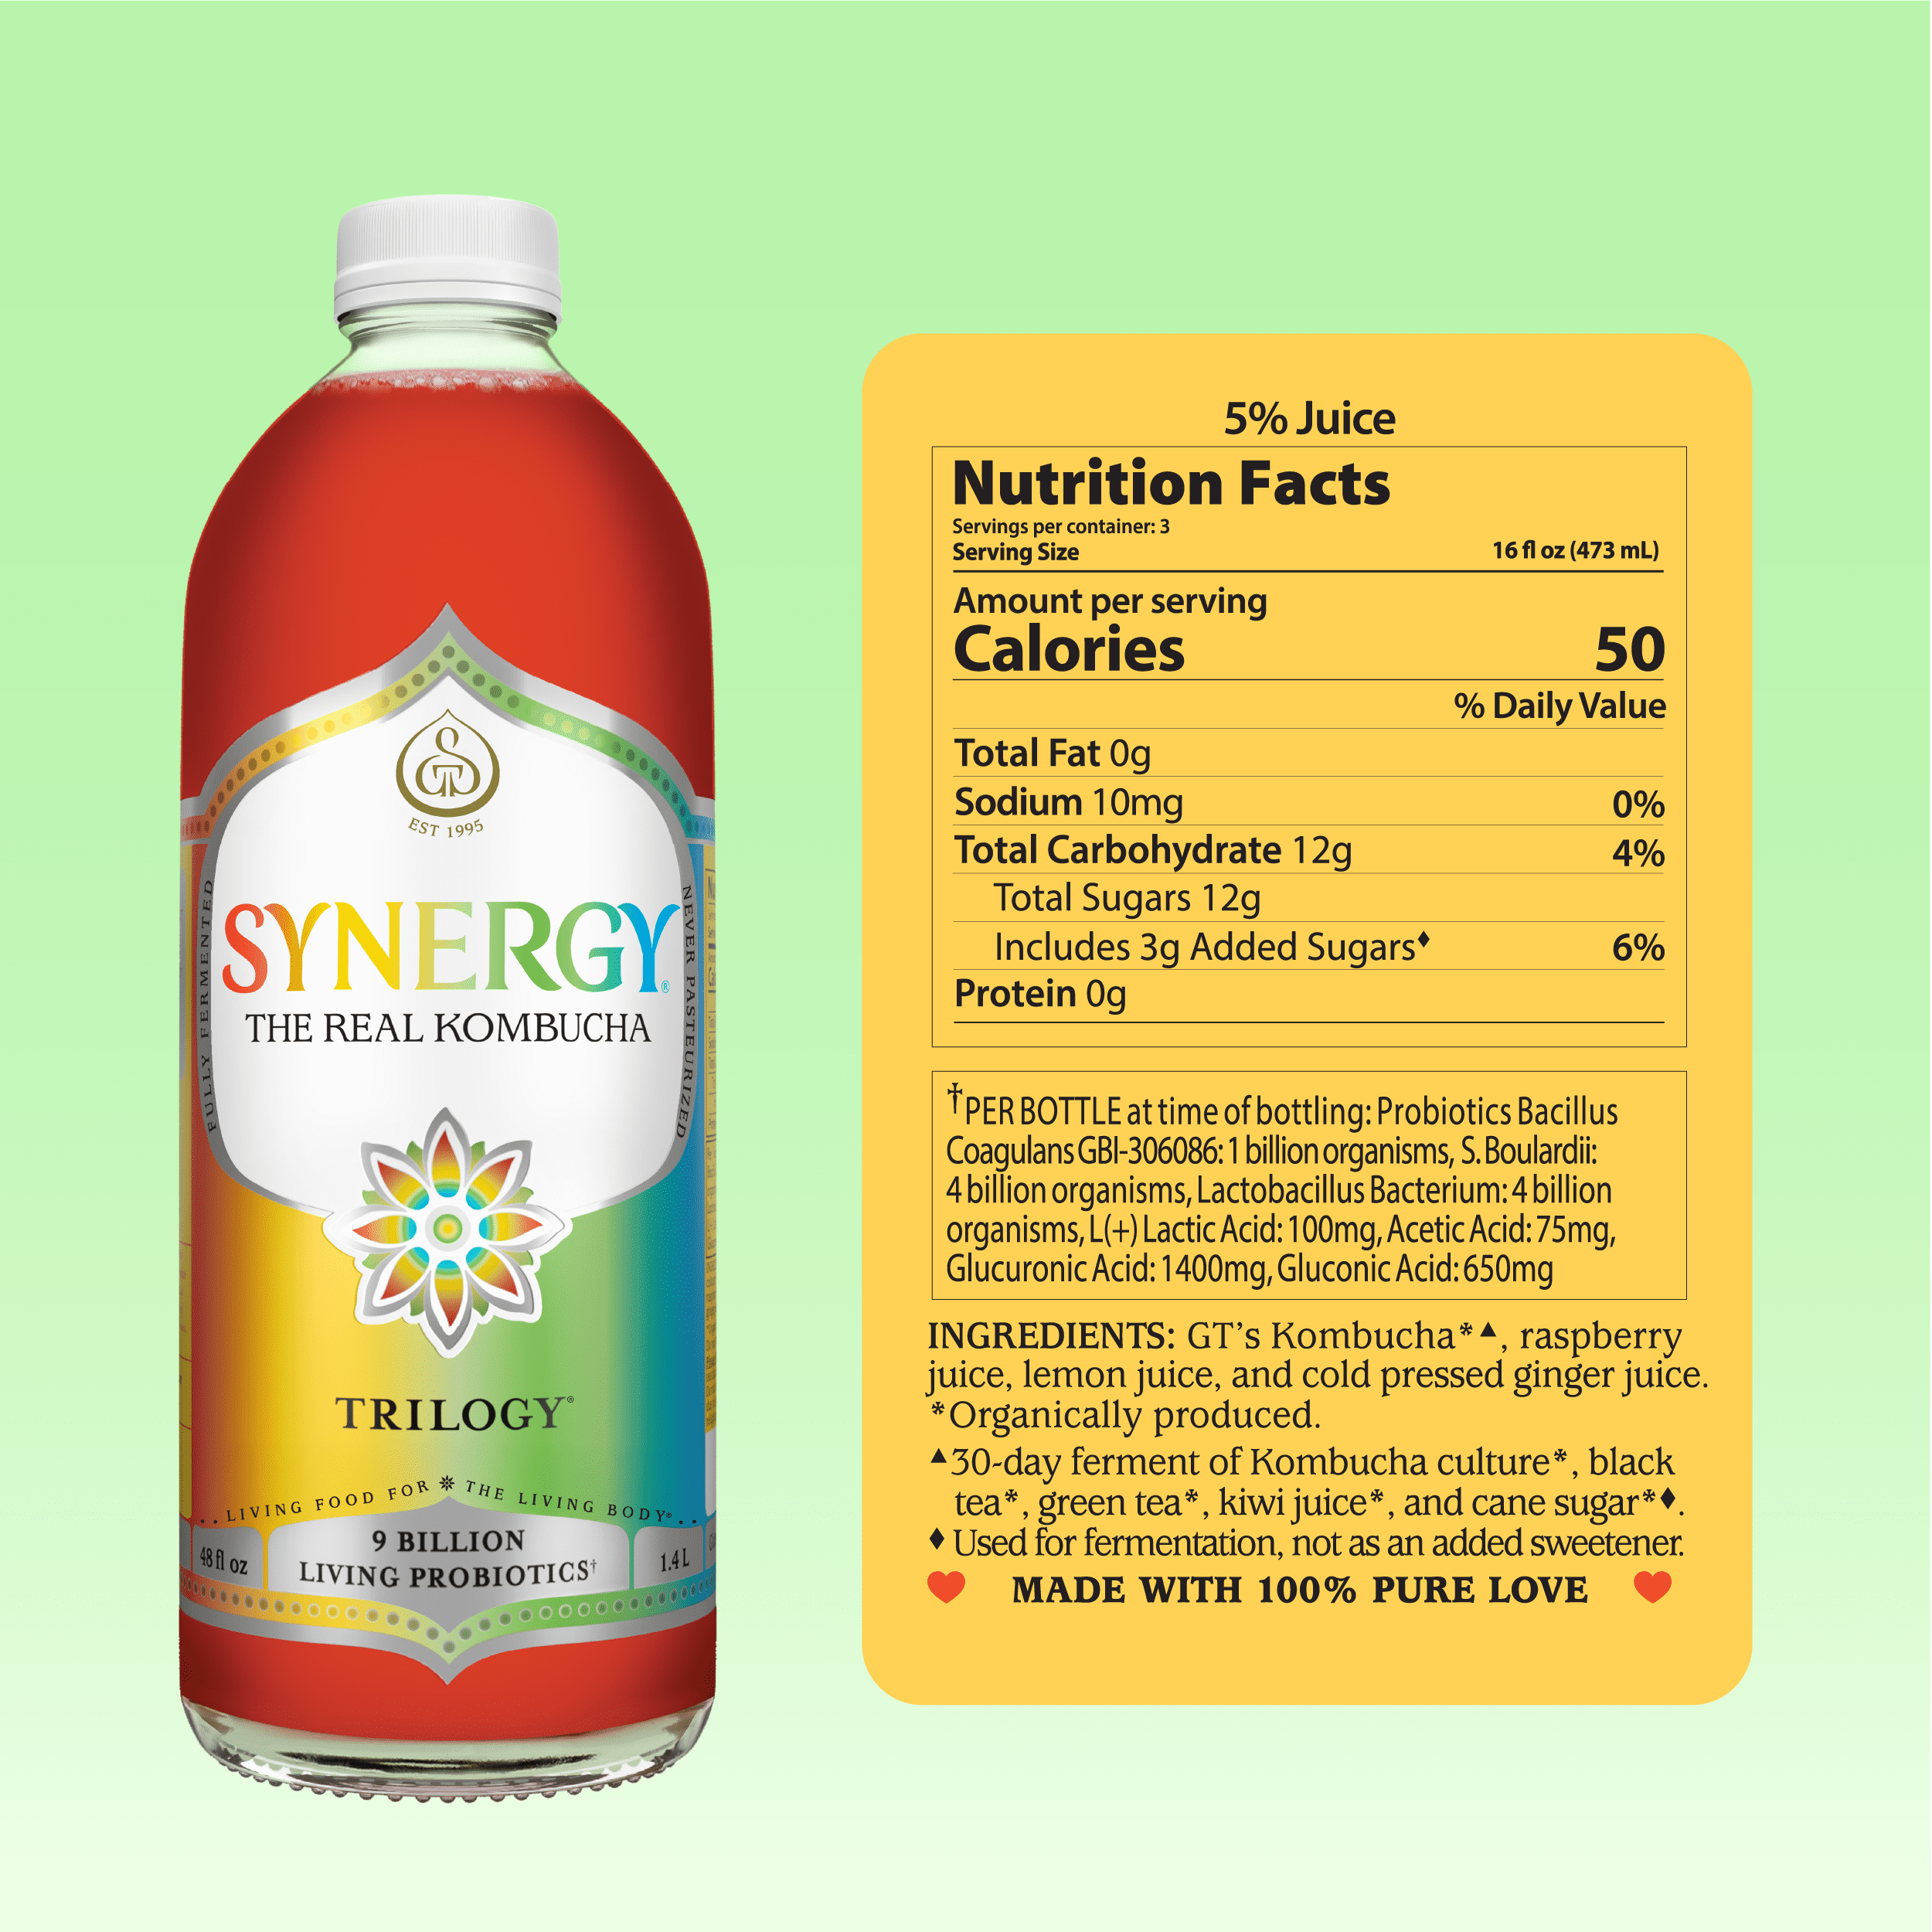 EST 1995
SYNERGY®
THE REAL KOMBUCHA
FULLY FERMENTED
NEVER PASTEURIZED
TRILOGY®
LIVING FOOD FOR ❋ THE LIVING BODY®
48 fl oz
9 BILLION
LIVING PROBIOTICS†
1.4 L
5% Juice
Nutrition Facts
Servings per container: 3
Serving Size 16 fl oz (473 mL)
Amount per serving
Calories 50
% Daily Value
Total Fat 0g
Sodium 10mg 0%
Total Carbohydrate 12g 4%
Total Sugars 12g
Includes 3g Added Sugars♦ 6%
Protein 0g
†PER BOTTLE at time of bottling: Probiotics Bacillus
Coagulans GBI-306086: 1 billion organisms, S. Boulardii:
4 billion organisms, Lactobacillus Bacterium: 4 billion
organisms, L(+) Lactic Acid: 100mg, Acetic Acid: 75mg,
Glucuronic Acid: 1400mg, Gluconic Acid: 650mg
INGREDIENTS: GT's Kombucha*▲, raspberry
juice, lemon juice, and cold pressed ginger juice.
*Organically produced.
▲30-day ferment of Kombucha culture*, black
tea*, green tea*, kiwi juice*, and cane sugar*♦.
♦ Used for fermentation, not as an added sweetener.
MADE WITH 100% PURE LOVE